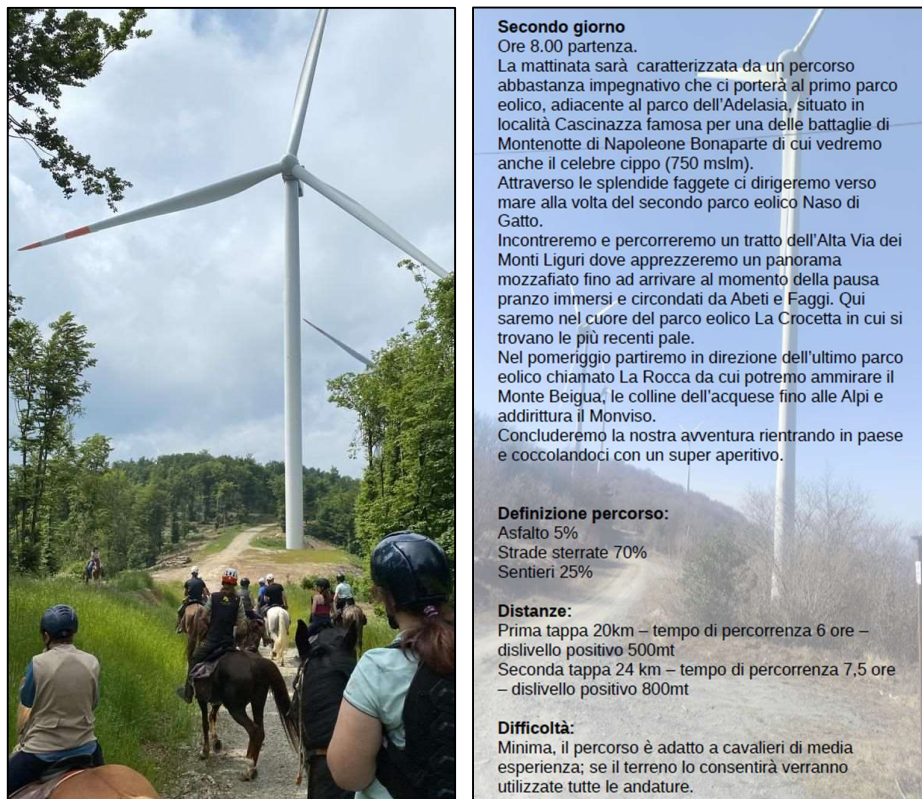 Secondo giorno
Ore 8.00 partenza.
La mattinata sarà caratterizzata da un percorso
abbastanza impegnativo che ci porterà al primo parco
eolico, adiacente al parco dell'Adelasia, situato in
località Cascinazza famosa per una delle battaglie di
Montenotte di Napoleone Bonaparte di cui vedremo
anche il celebre cippo (750 mslm).
Attraverso le splendide faggete ci dirigeremo verso
mare alla volta del secondo parco eolico Naso di
Gatto.
Incontreremo e percorreremo un tratto dell'Alta Via dei
Monti Liguri dove apprezzeremo un panorama
mozzafiato fino ad arrivare al momento della pausa
pranzo immersi e circondati da Abeti e Faggi. Qui
saremo nel cuore del parco eolico La Crocetta in cui si
trovano le più recenti pale.
Nel pomeriggio partiremo in direzione dell'ultimo parco
eolico chiamato La Rocca da cui potremo ammirare il
Monte Beigua, le colline dell'acquese fino alle Alpi e
addirittura il Monviso.
Concluderemo la nostra avventura rientrando in paese
e coccolandoci con un super aperitivo.
Definizione percorso:
Asfalto 5%
Strade sterrate 70%
Sentieri 25%
Distanze:
Prima tappa 20km – tempo di percorrenza 6 ore –
dislivello positivo 500mt
Seconda tappa 24 km – tempo di percorrenza 7,5 ore
– dislivello positivo 800mt
Difficoltà:
Minima, il percorso è adatto a cavalieri di media
esperienza; se il terreno lo consentirà verranno
utilizzate tutte le andature.